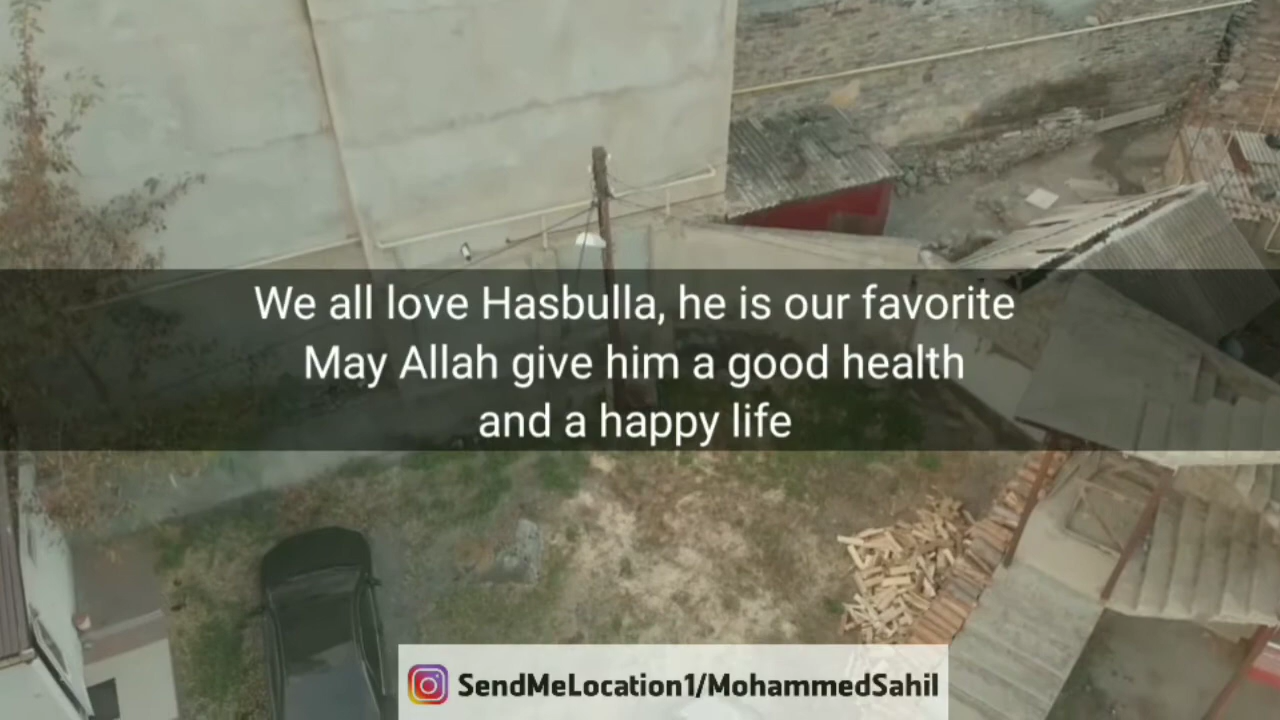 We all love Hasbulla, he is our favorite
May Allah give him a good health
and a happy life
SendMeLocation1/MohammedSahil